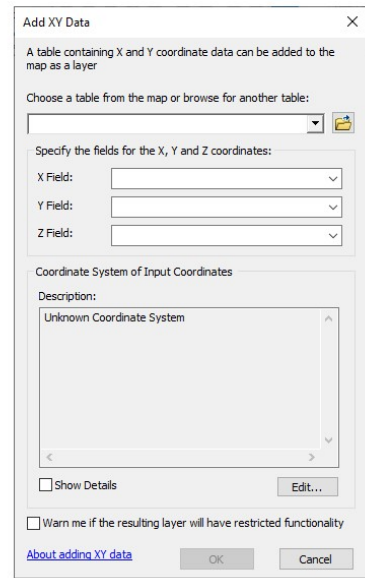 Add XY Data
A table containing X and Y coordinate data can be added to the
map as a layer
Choose a table from the map or browse for another table:
Specify the fields for the X, Y and Z coordinates:
X Field:
Y Field:
Z Field:
Coordinate System of Input Coordinates
Description:
Unknown Coordinate System
Show Details
Edit...
Warn me if the resulting layer will have restricted functionality
About adding XY data
OK
Cancel